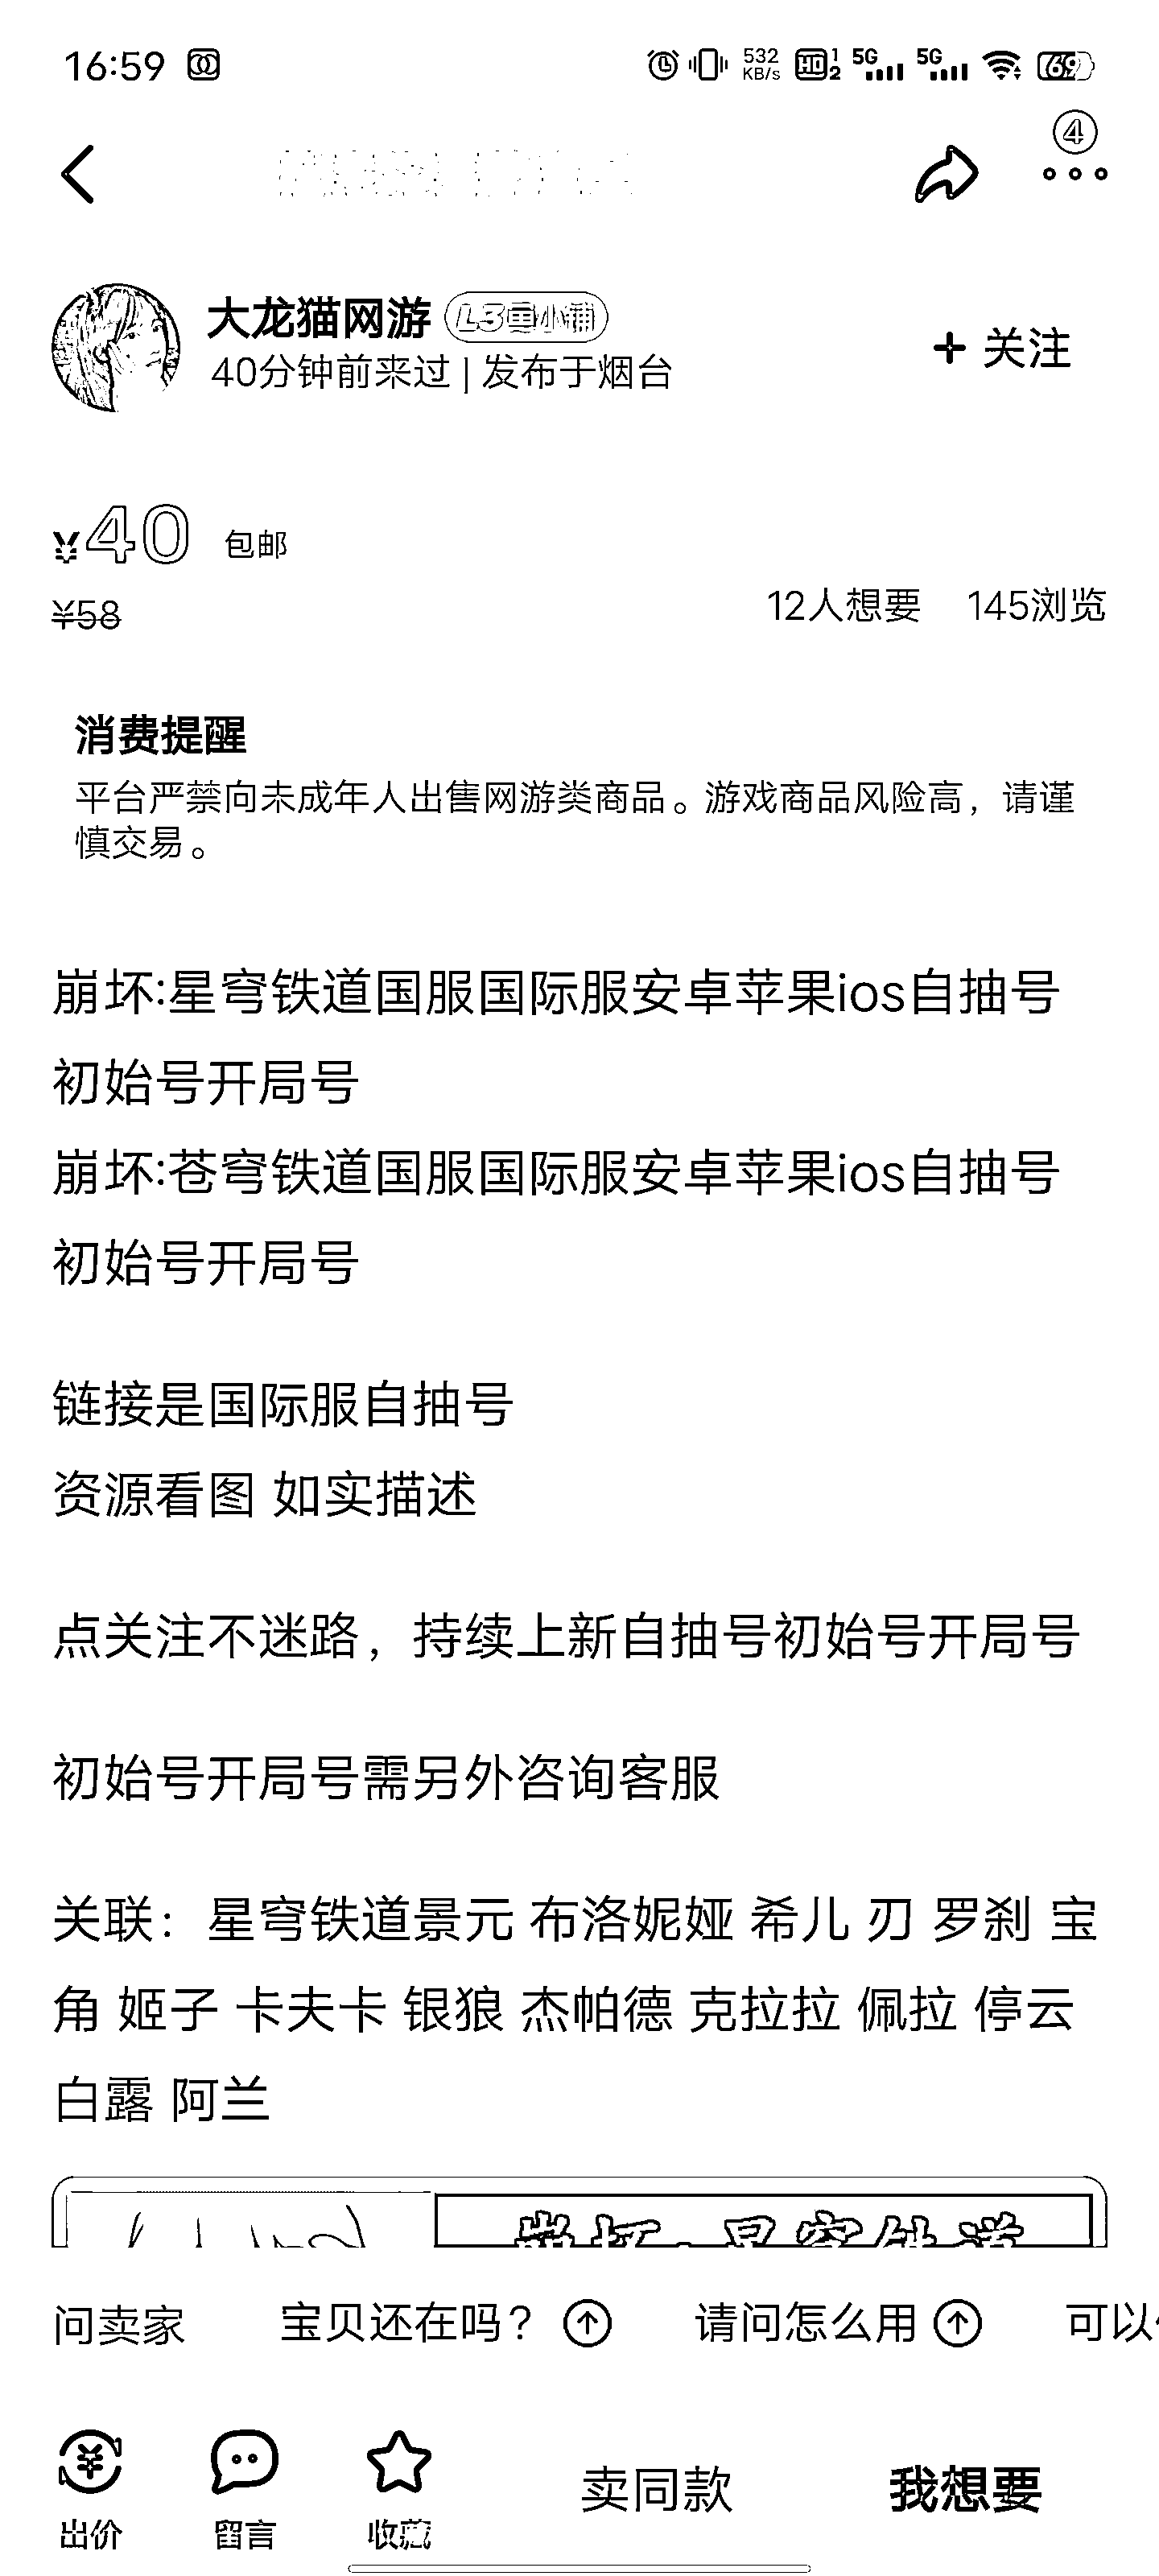 16:59
532 KB/s HD 1 2 5G 5G 69
4
大龙猫网游 L3鱼小铺
40分钟前来过 | 发布于烟台
+ 关注
¥40 包邮
¥58
12人想要 145浏览
消费提醒
平台严禁向未成年人出售网游类商品。游戏商品风险高，请谨
慎交易。
崩坏:星穹铁道国服国际服安卓苹果ios自抽号
初始号开局号
崩坏:苍穹铁道国服国际服安卓苹果ios自抽号
初始号开局号
链接是国际服自抽号
资源看图 如实描述
点关注不迷路，持续上新自抽号初始号开局号
初始号开局号需另外咨询客服
关联：星穹铁道景元 布洛妮娅 希儿 刃 罗刹 宝
角 姬子 卡夫卡 银狼 杰帕德 克拉拉 佩拉 停云
白露 阿兰
崩坏:星穹铁道
问卖家 宝贝还在吗？ 请问怎么用 可以
出价 留言 收藏 卖同款 我想要